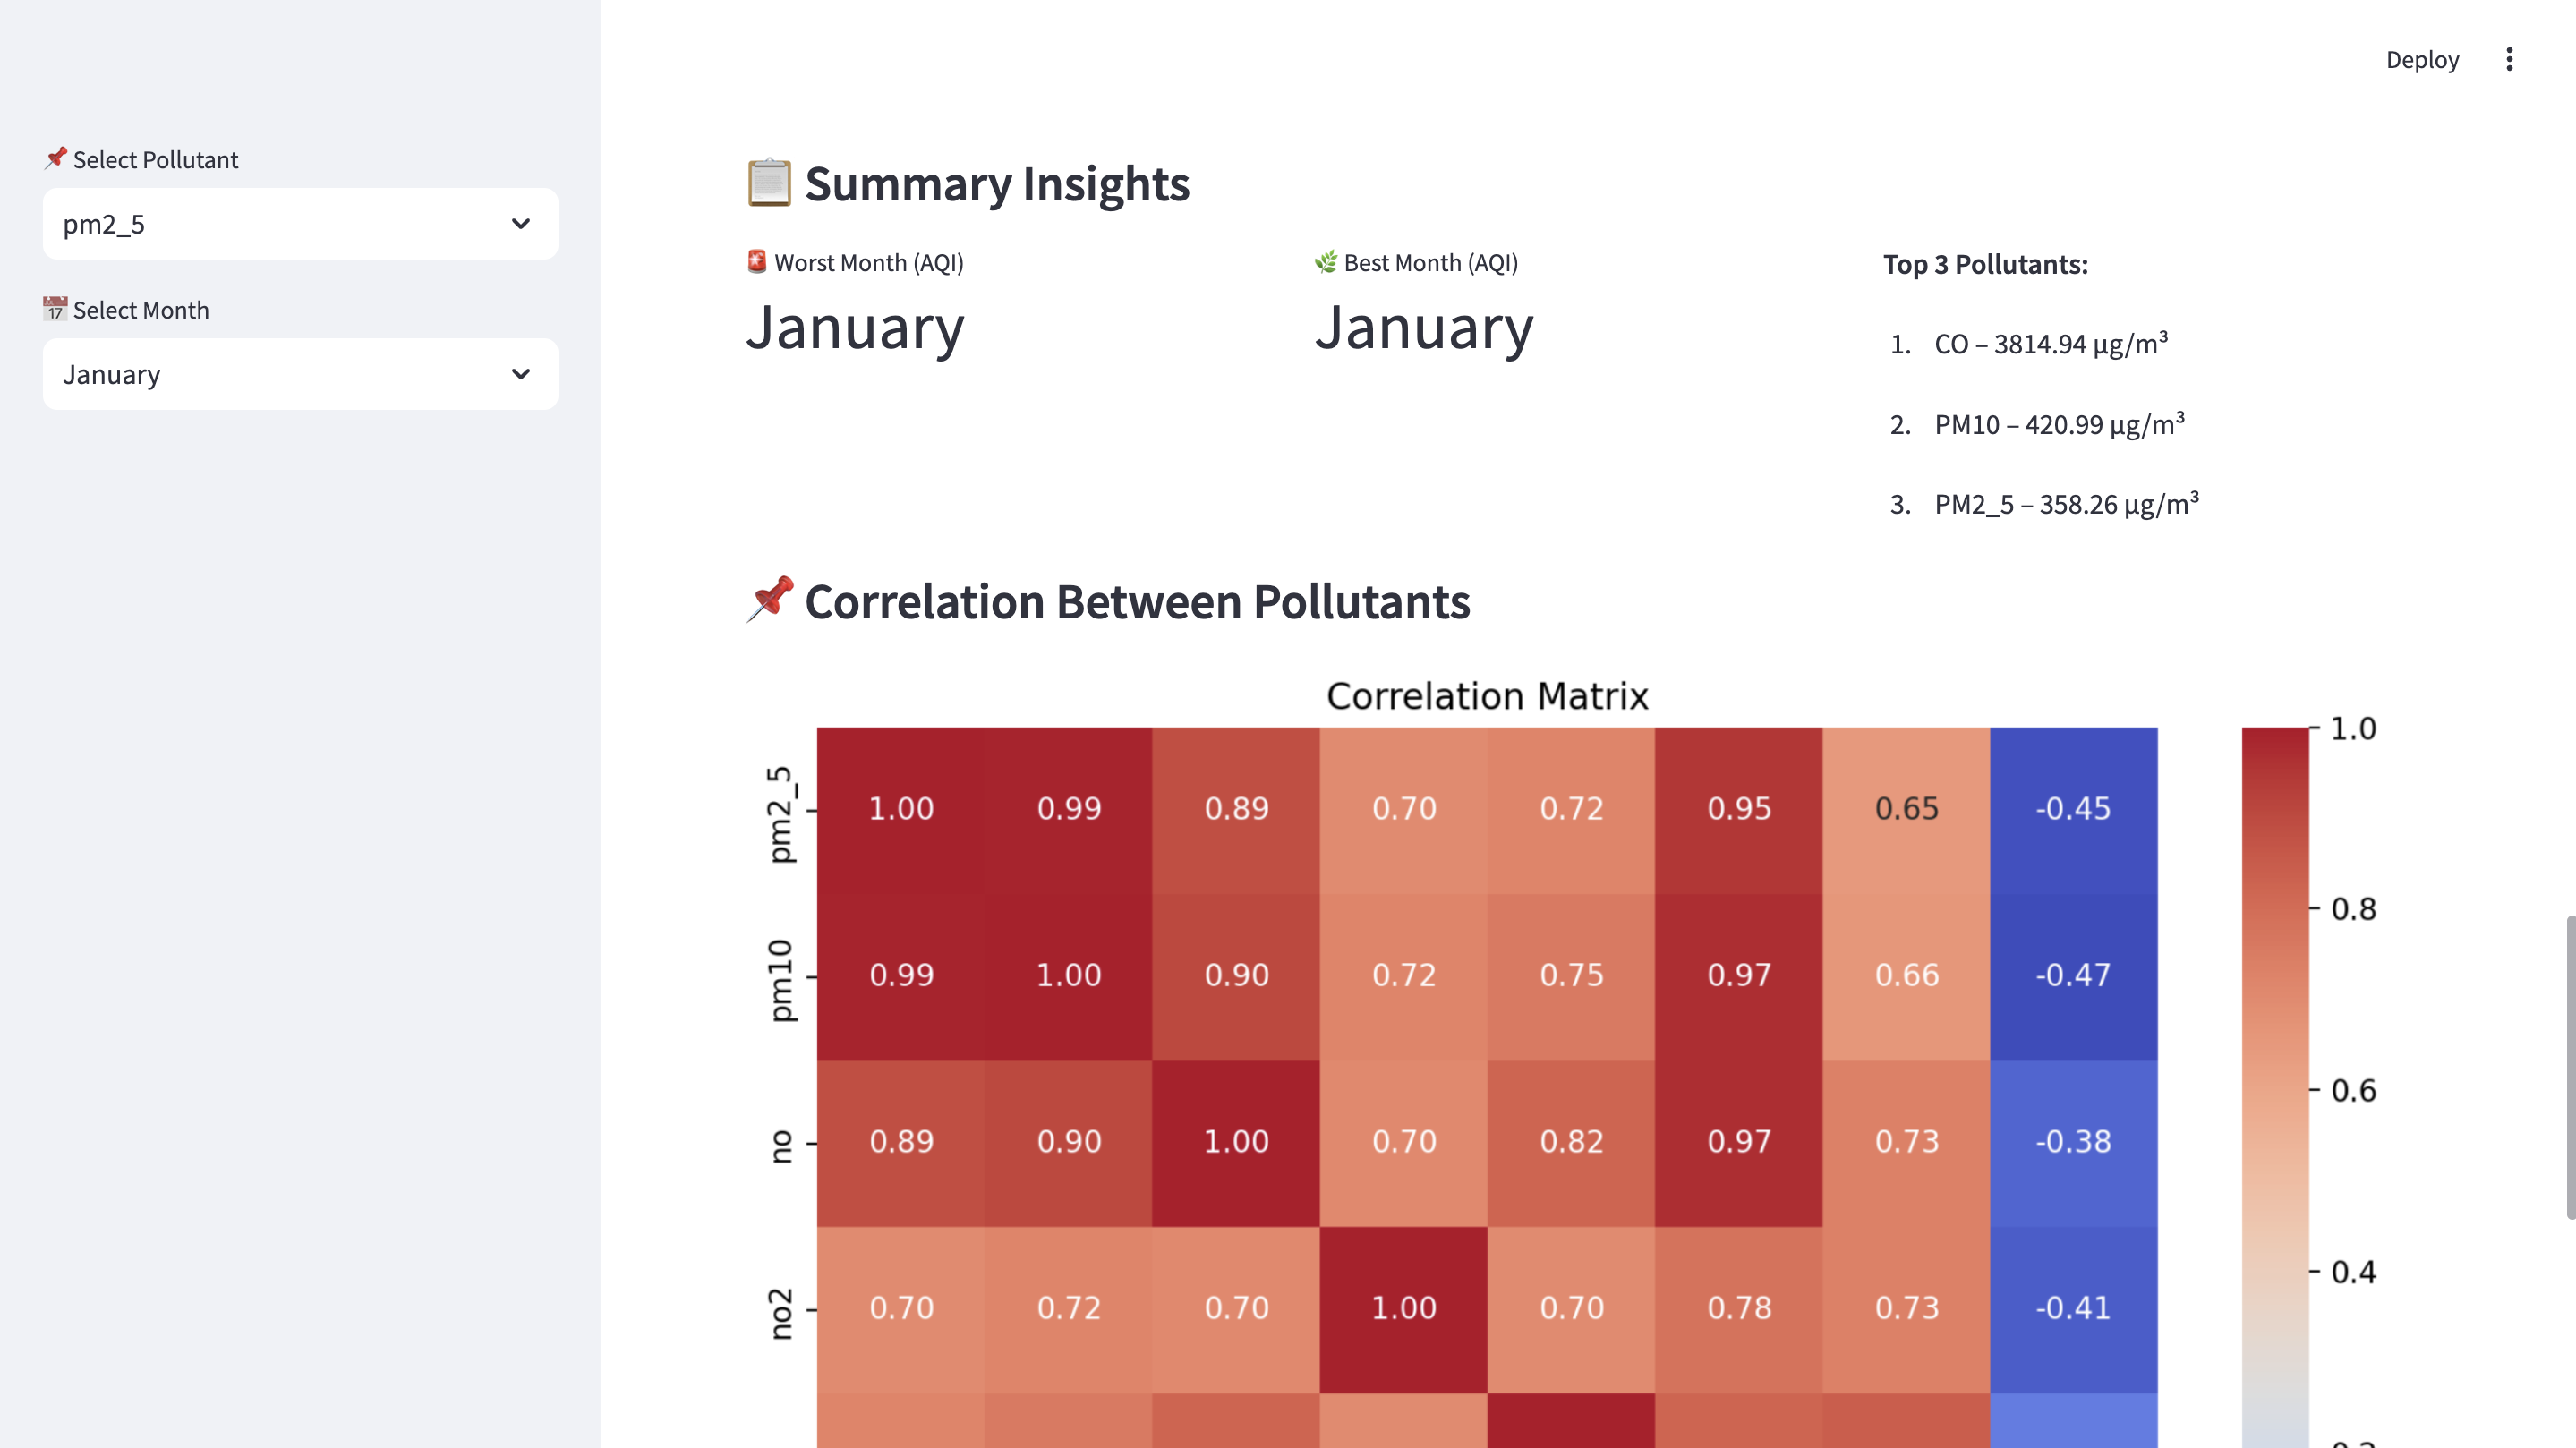 Deploy
📌 Select Pollutant
pm2_5
📅 Select Month
January
📋 Summary Insights
🚨 Worst Month (AQI)
January
🌿 Best Month (AQI)
January
Top 3 Pollutants:
1. CO – 3814.94 µg/m³
2. PM10 – 420.99 µg/m³
3. PM2_5 – 358.26 µg/m³
📌 Correlation Between Pollutants
Correlation Matrix
pm2_5 1.00 0.99 0.89 0.70 0.72 0.95 0.65 -0.45
pm10 0.99 1.00 0.90 0.72 0.75 0.97 0.66 -0.47
no 0.89 0.90 1.00 0.70 0.82 0.97 0.73 -0.38
no2 0.70 0.72 0.70 1.00 0.70 0.78 0.73 -0.41
1.0
0.8
0.6
0.4